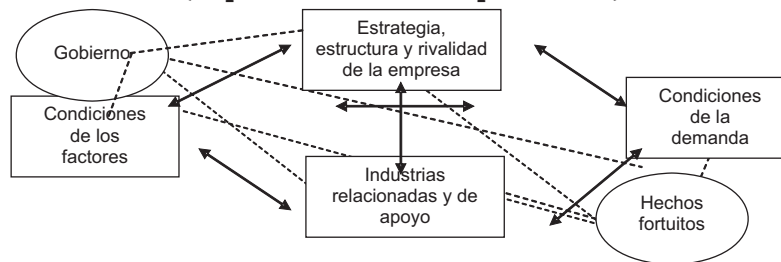 Gobierno
Estrategia,
estructura y rivalidad
de la empresa
Condiciones
de los
factores
Condiciones
de la
demanda
Industrias
relacionadas y de
apoyo
Hechos
fortuitos